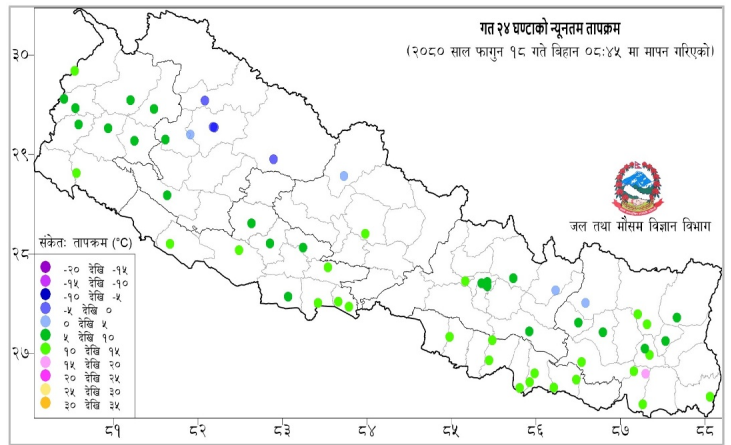 गत २४ घण्टाको न्यूनतम तापक्रम
(२०८० साल फागुन १८ गते बिहान ०८:४५ मा मापन गरिएको)
३०
२९
२८
२७
जल तथा मौसम विज्ञान विभाग
संकेत: तापक्रम (°C)
-२० देखि -१५
-१५ देखि -१०
-१० देखि -५
-५ देखि ०
० देखि ५
५ देखि १०
१० देखि १५
१५ देखि २०
२० देखि २५
२५ देखि ३०
३० देखि ३५
८१ ८२ ८३ ८४ ८५ ८६ ८७ ८८